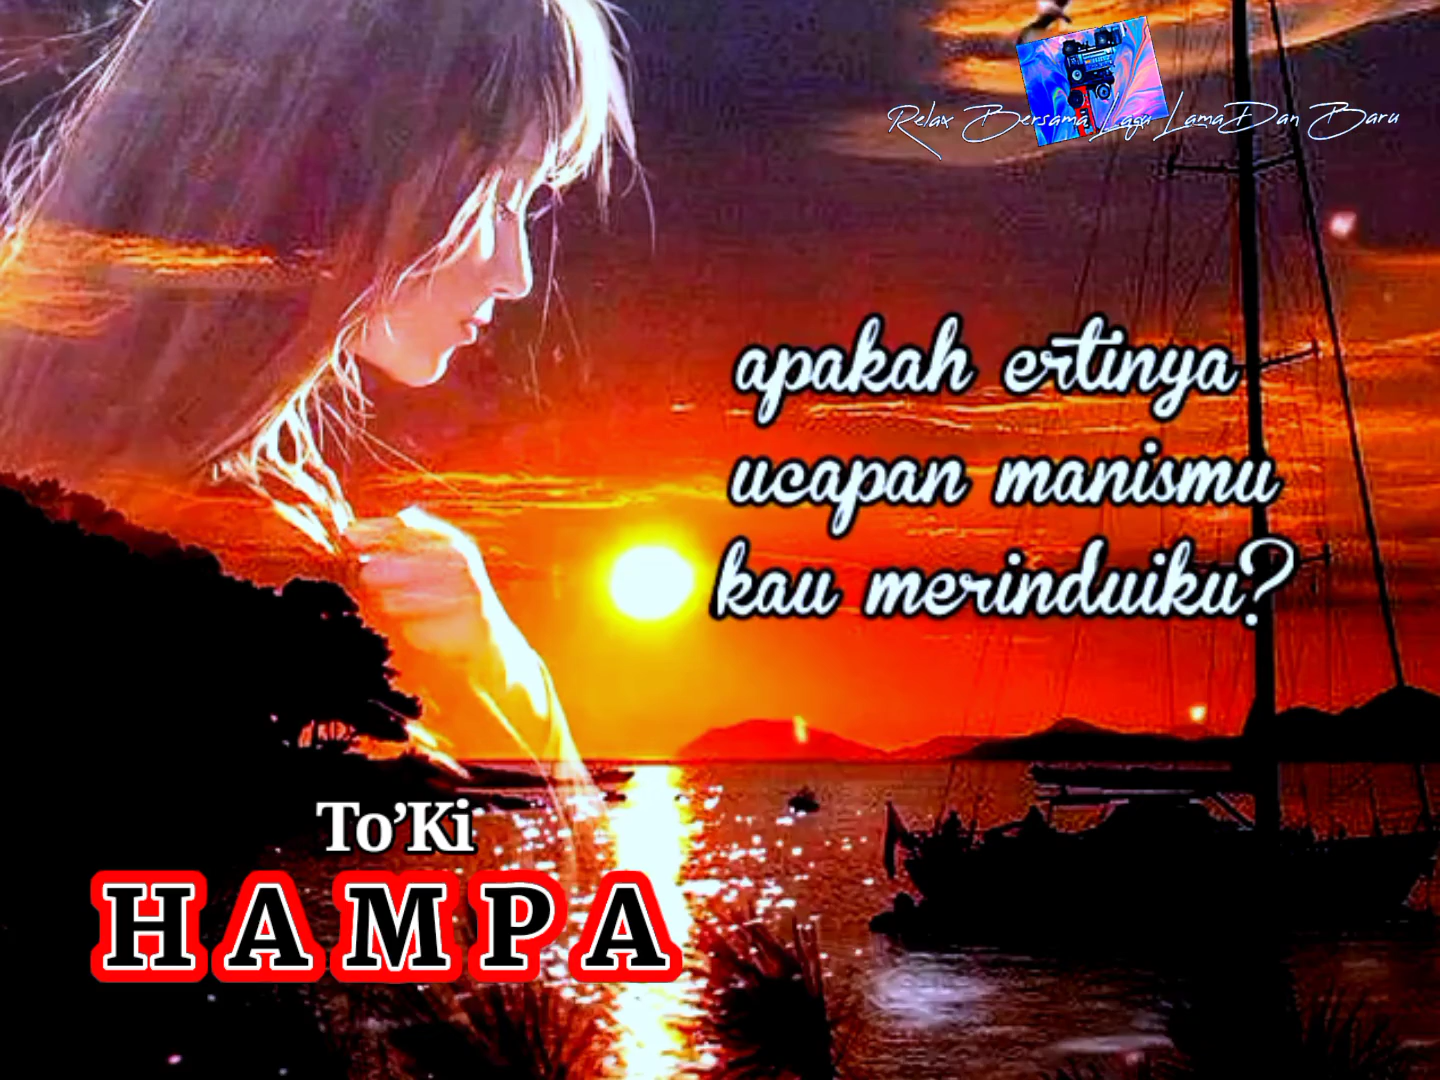 Relax Bersama Lagu Lama Dan Baru
apakah ertinya
ucapan manismu
kau merinduiku?
To'Ki
HAMPA